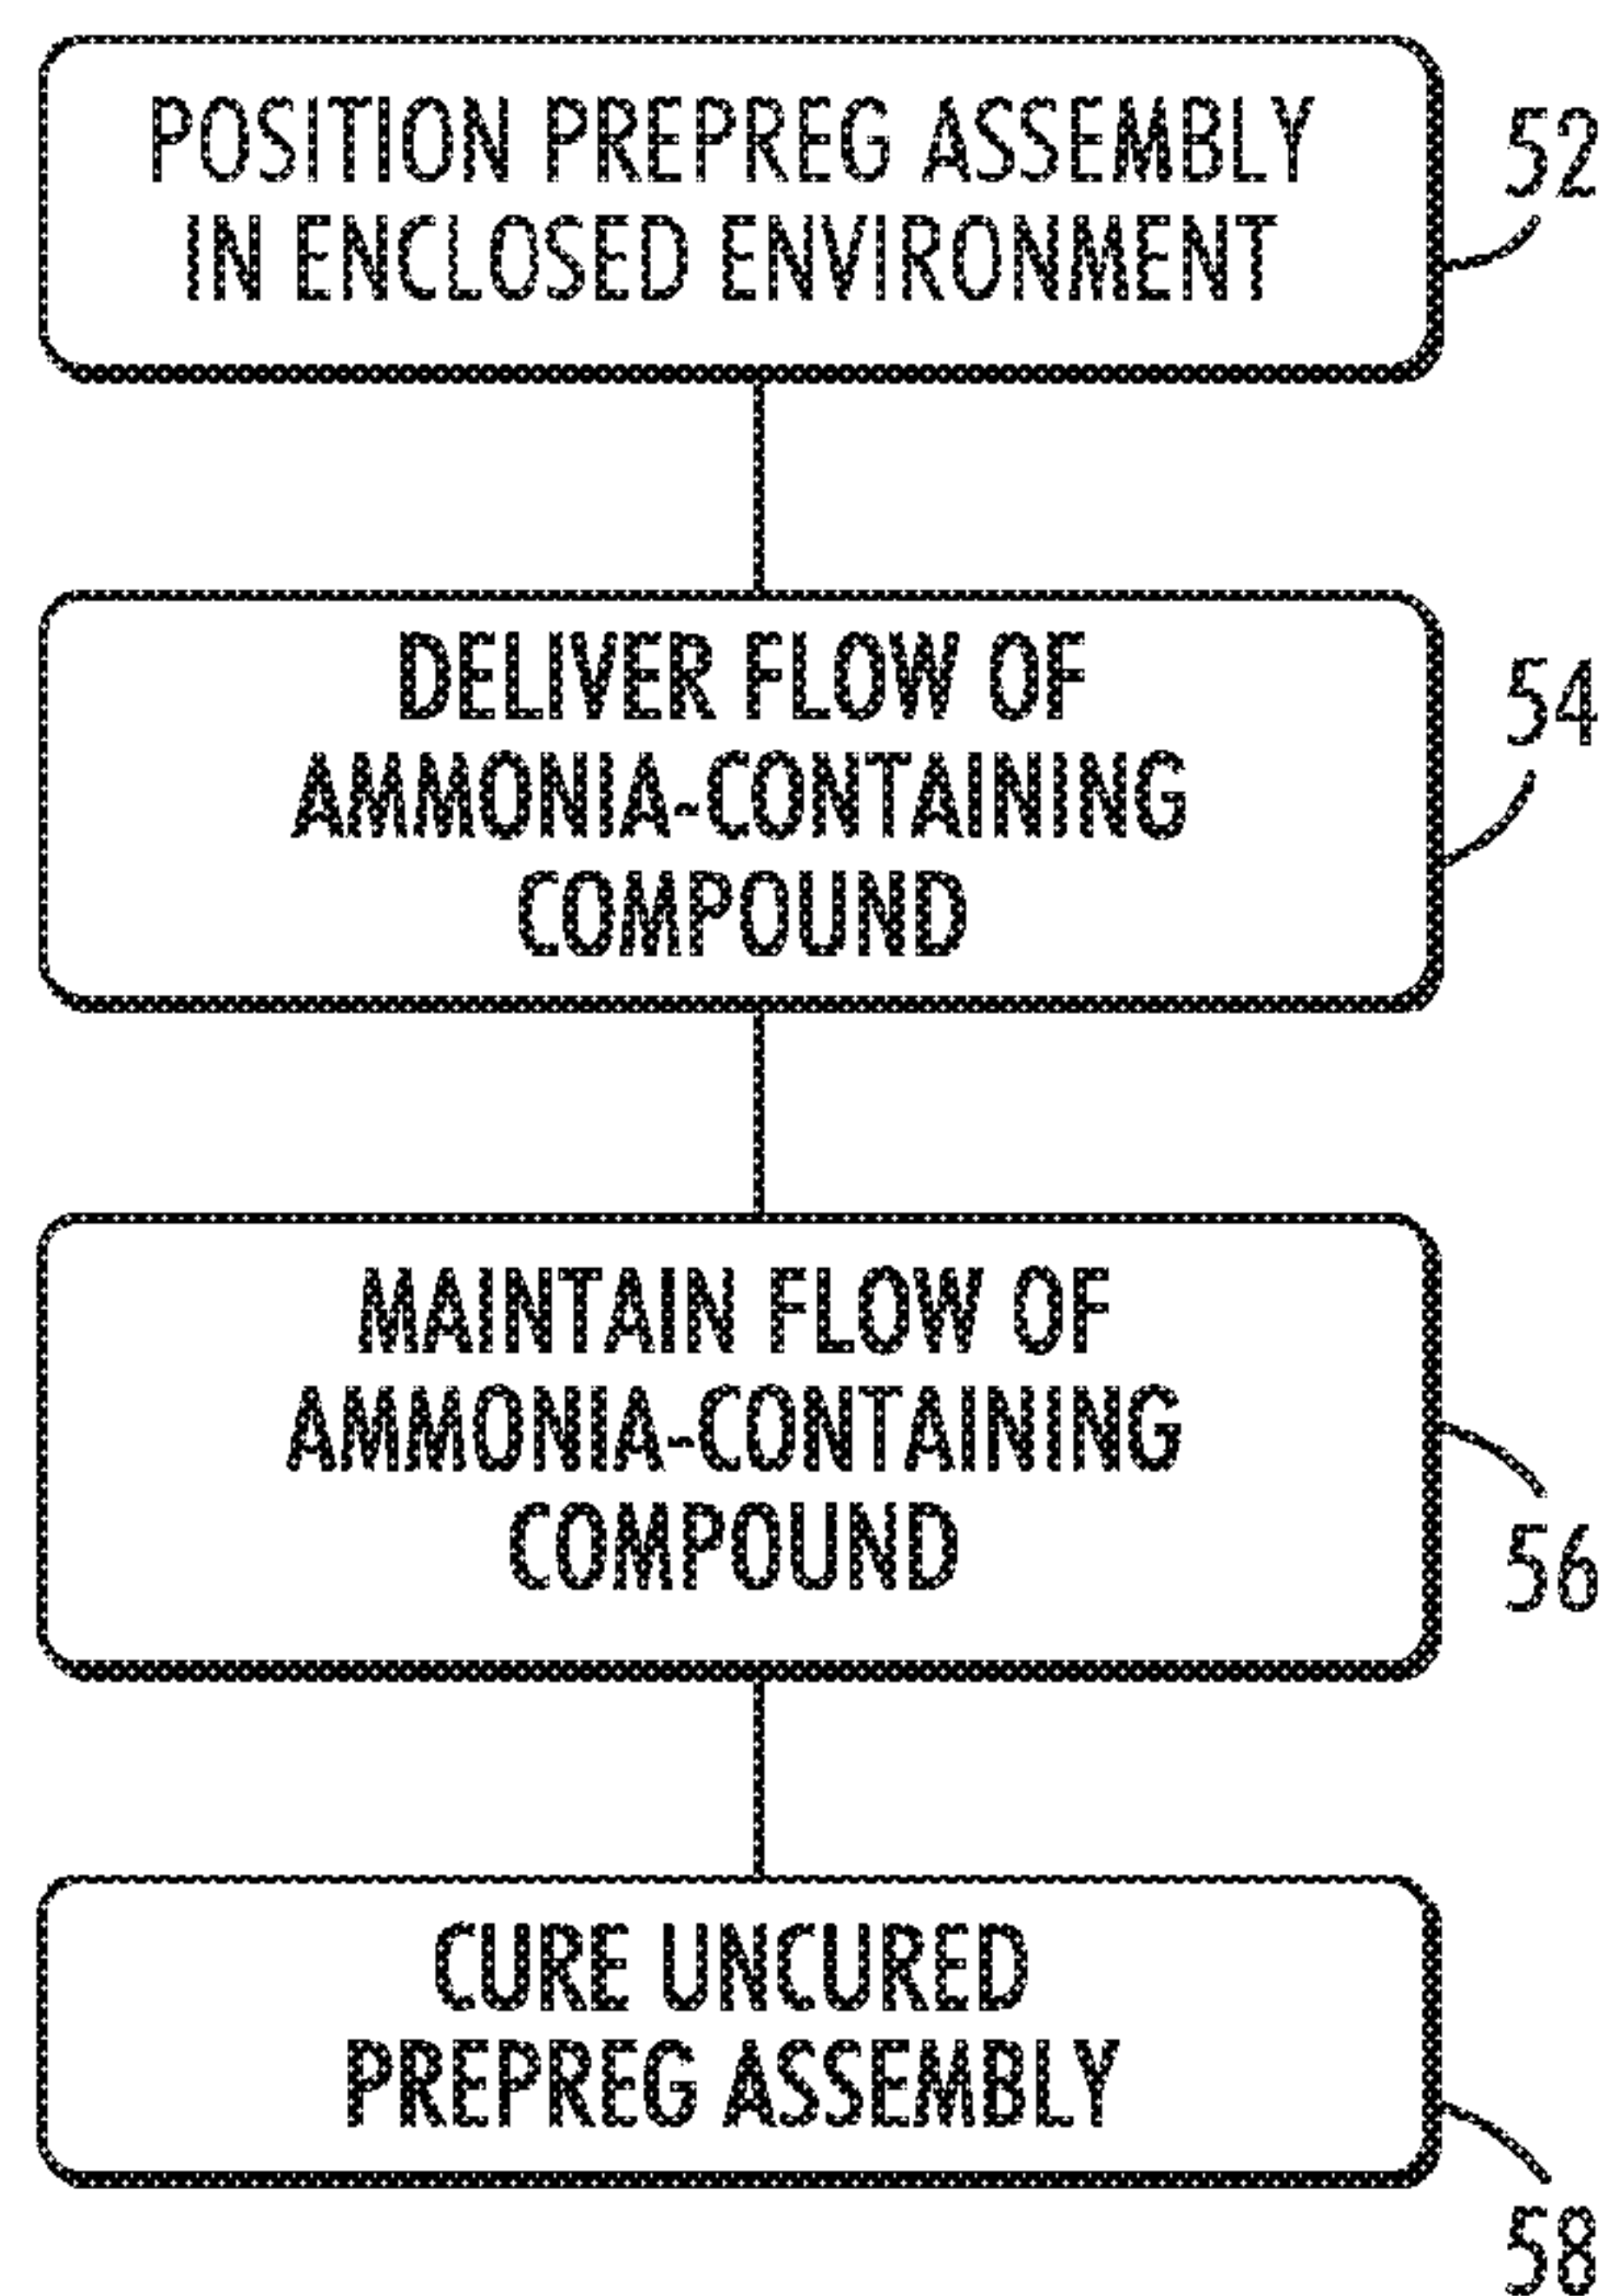 POSITION PREPREG ASSEMBLY
IN ENCLOSED ENVIRONMENT
52
DELIVER FLOW OF
AMMONIA-CONTAINING
COMPOUND
54
MAINTAIN FLOW OF
AMMONIA-CONTAINING
COMPOUND
56
CURE UNCURED
PREPREG ASSEMBLY
58